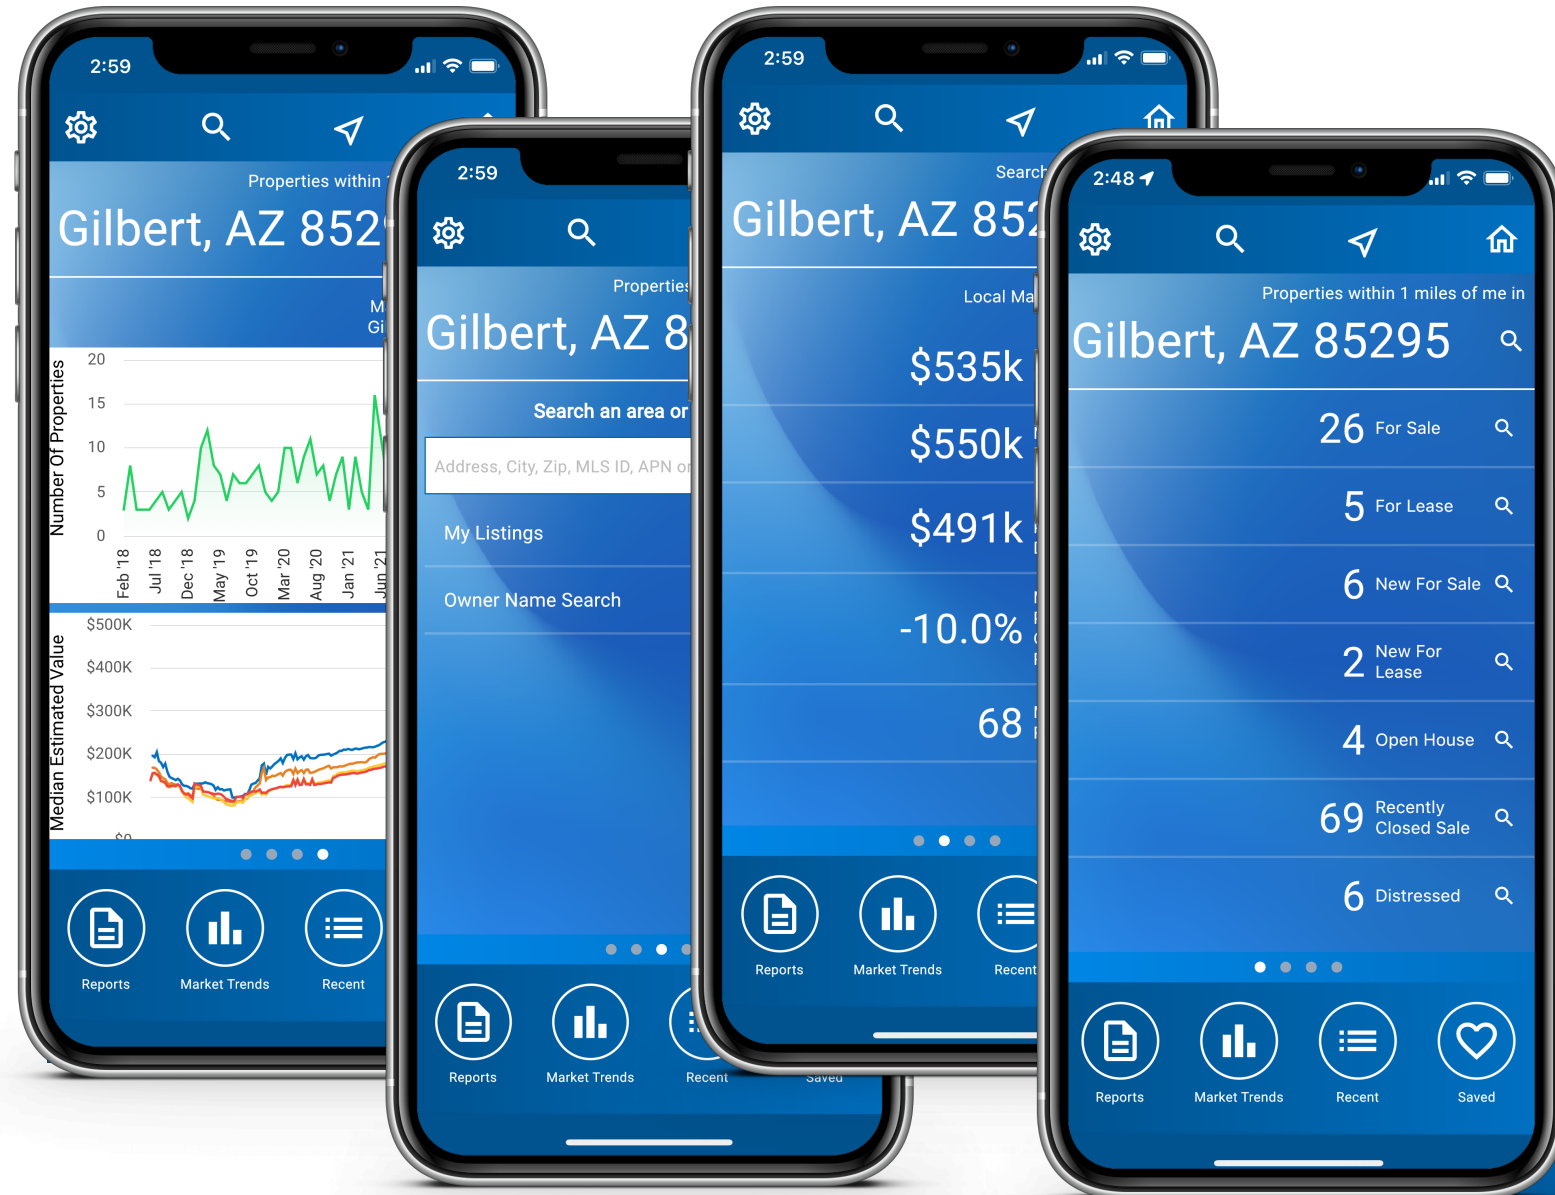 2:59
Properties within
Gilbert, AZ 852
Number Of Properties
20
15
10
5
0
Feb '18
Jul '18
Dec '18
May '19
Oct '19
Mar '20
Aug '20
Jan '21
Jun '21
Median Estimated Value
$500K
$400K
$300K
$200K
$100K
$0
Reports
Market Trends
Recent
2:59
Properties
Gilbert, AZ 8
Search an area or
Address, City, Zip, MLS ID, APN or
My Listings
Owner Name Search
Reports
Market Trends
Recent
Saved
2:59
Search
Gilbert, AZ 852
Local Ma
$535k
$550k
$491k
-10.0%
68
Reports
Market Trends
Recent
2:48
Properties within 1 miles of me in
Gilbert, AZ 85295
26 For Sale
5 For Lease
6 New For Sale
2 New For
Lease
4 Open House
69 Recently
Closed Sale
6 Distressed
Reports
Market Trends
Recent
Saved